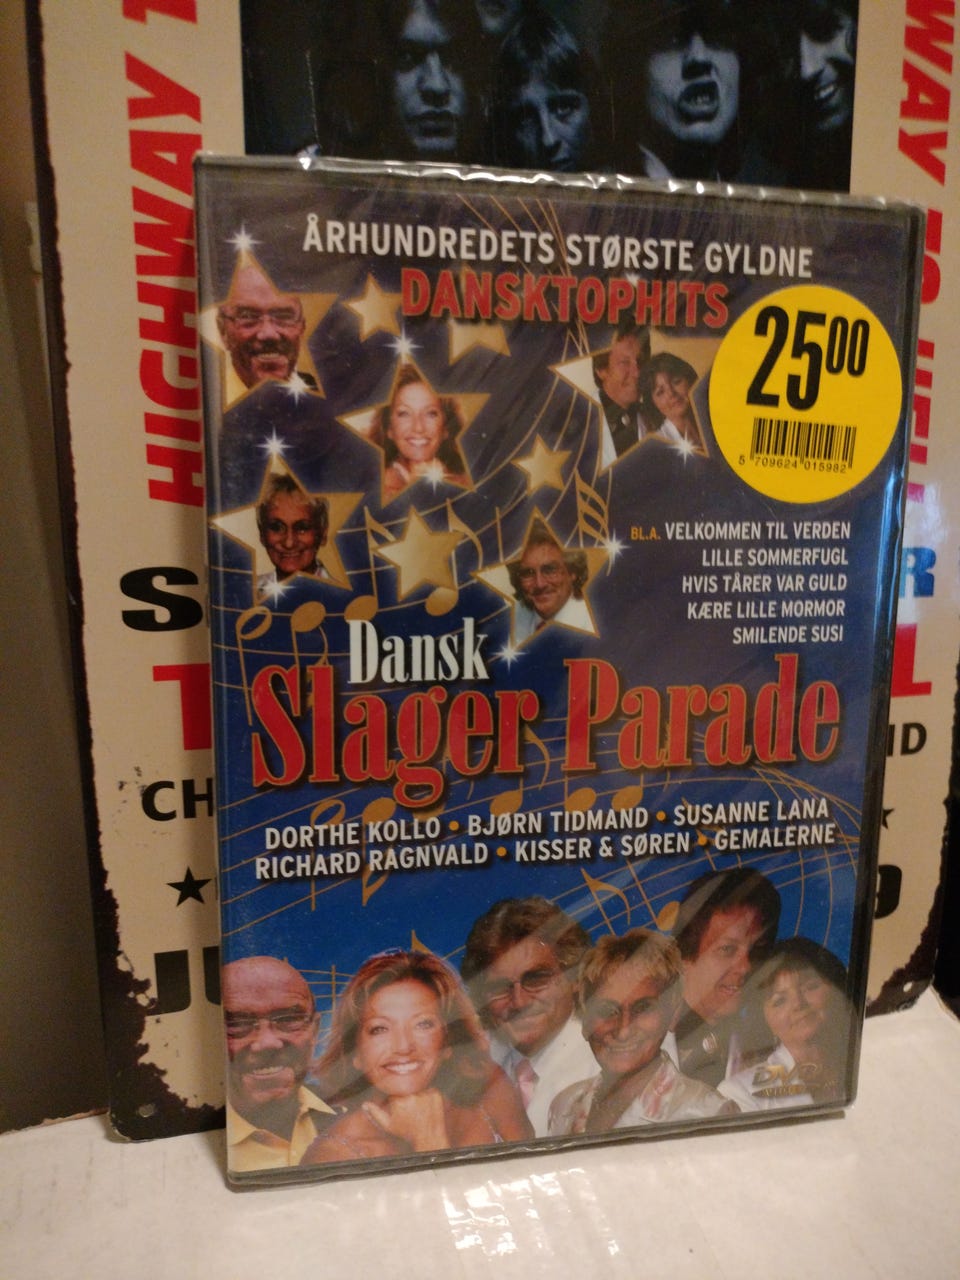 HIGHWAY
ÅRHUNDREDETS STØRSTE GYLDNE
DANSKTOPHITS
25⁰⁰
5 709624 015982
BL.A. VELKOMMEN TIL VERDEN
LILLE SOMMERFUGL
HVIS TÅRER VAR GULD
KÆRE LILLE MORMOR
SMILENDE SUSI
Dansk
Slager Parade
DORTHE KOLLO • BJØRN TIDMAND • SUSANNE LANA
RICHARD RAGNVALD • KISSER & SØREN • GEMALERNE
DVD
VIDEO